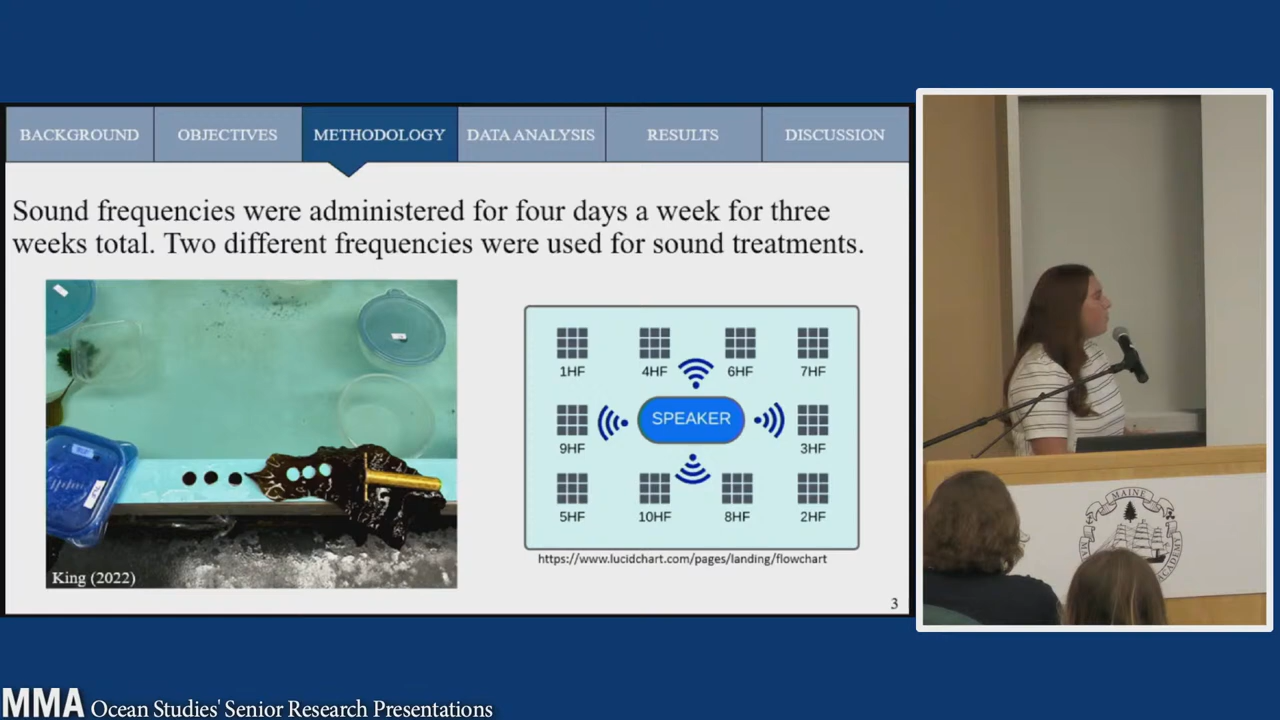 BACKGROUND
OBJECTIVES
METHODOLOGY
DATA ANALYSIS
RESULTS
DISCUSSION
Sound frequencies were administered for four days a week for three
weeks total. Two different frequencies were used for sound treatments.
1HF
4HF
6HF
7HF
9HF
SPEAKER
3HF
5HF
10HF
8HF
2HF
King (2022)
https://www.lucidchart.com/pages/landing/flowchart
3
MAINE
ACADEMY
MMA Ocean Studies' Senior Research Presentations